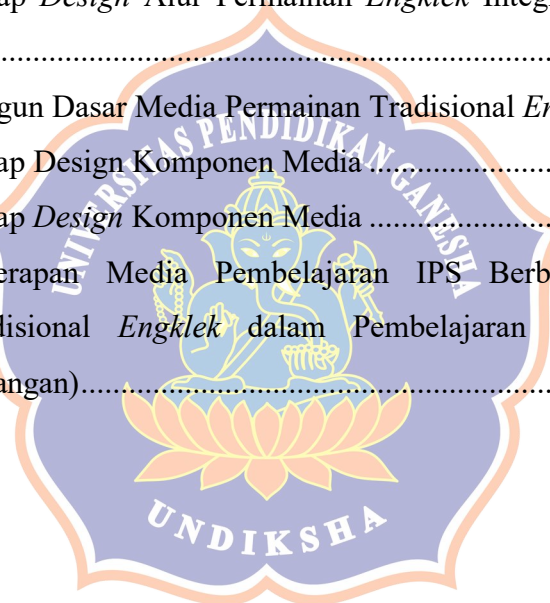 ap Design Alur Permainan Engklek Integ
................................................................
gun Dasar Media Permainan Tradisional En
ap Design Komponen Media ........................
ap Design Komponen Media ........................
erapan Media Pembelajaran IPS Berb
disional Engklek dalam Pembelajaran
angan)................................................................
UNIVERSITAS PENDIDIKAN GANESHA
UNDIKSHA